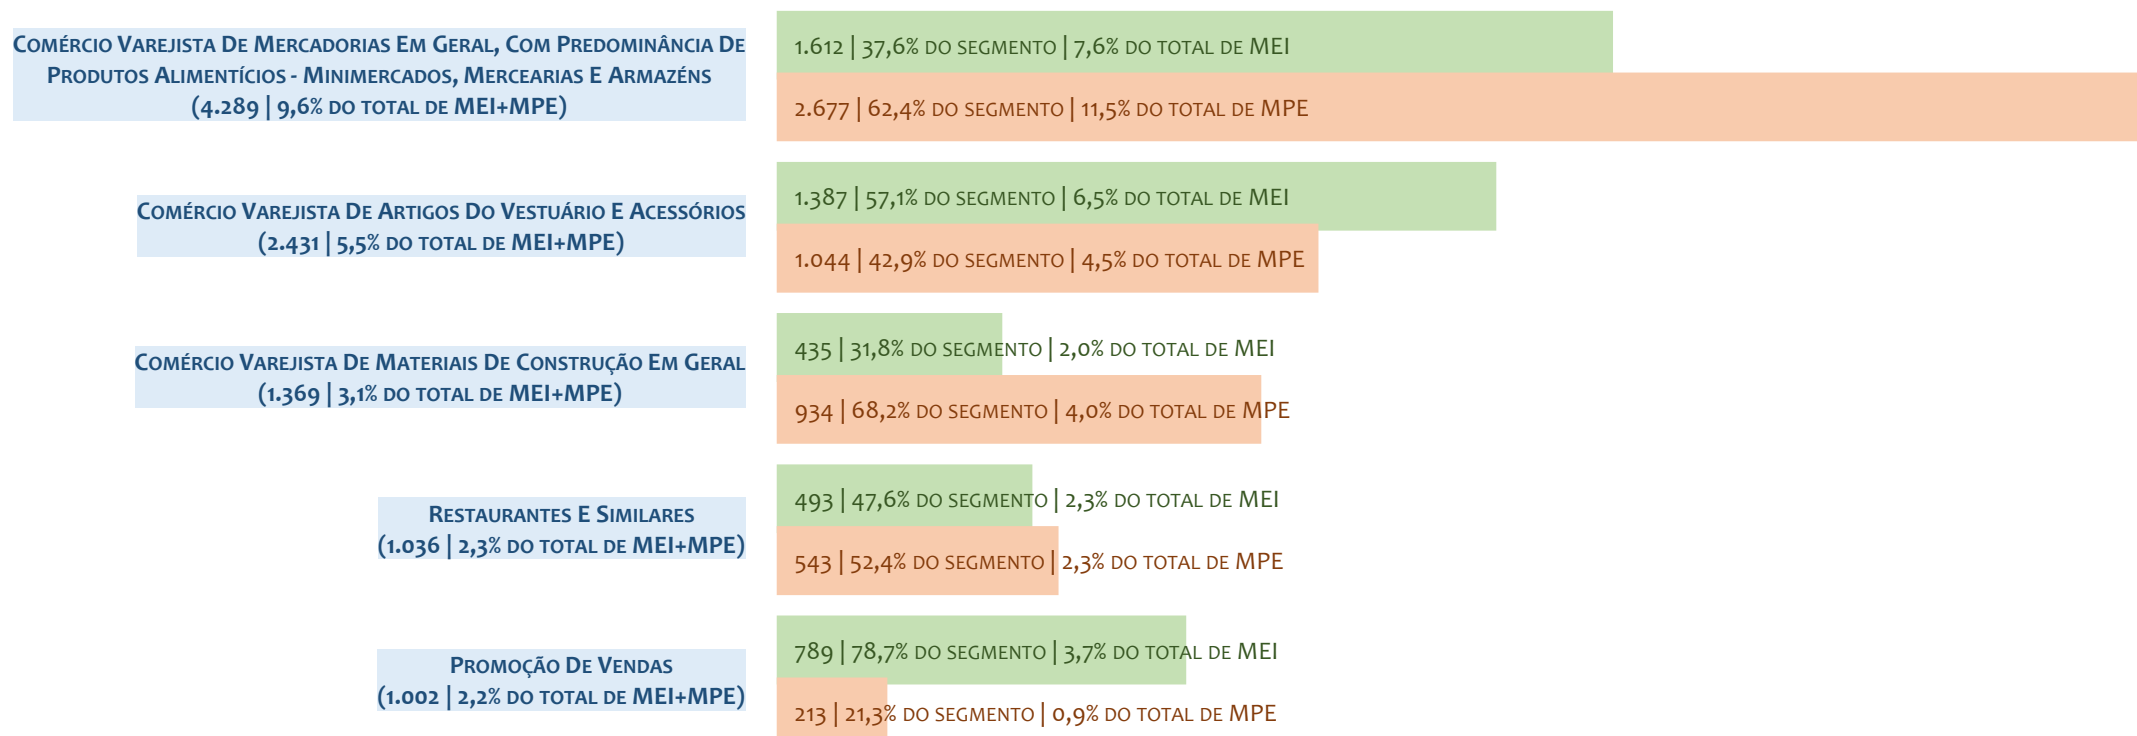 Comércio Varejista De Mercadorias Em Geral, Com Predominância De
Produtos Alimentícios - Minimercados, Mercearias E Armazéns
(4.289 | 9,6% do total de MEI+MPE)
1.612 | 37,6% do segmento | 7,6% do total de MEI
2.677 | 62,4% do segmento | 11,5% do total de MPE
Comércio Varejista De Artigos Do Vestuário E Acessórios
(2.431 | 5,5% do total de MEI+MPE)
1.387 | 57,1% do segmento | 6,5% do total de MEI
1.044 | 42,9% do segmento | 4,5% do total de MPE
Comércio Varejista De Materiais De Construção Em Geral
(1.369 | 3,1% do total de MEI+MPE)
435 | 31,8% do segmento | 2,0% do total de MEI
934 | 68,2% do segmento | 4,0% do total de MPE
Restaurantes E Similares
(1.036 | 2,3% do total de MEI+MPE)
493 | 47,6% do segmento | 2,3% do total de MEI
543 | 52,4% do segmento | 2,3% do total de MPE
Promoção De Vendas
(1.002 | 2,2% do total de MEI+MPE)
789 | 78,7% do segmento | 3,7% do total de MEI
213 | 21,3% do segmento | 0,9% do total de MPE